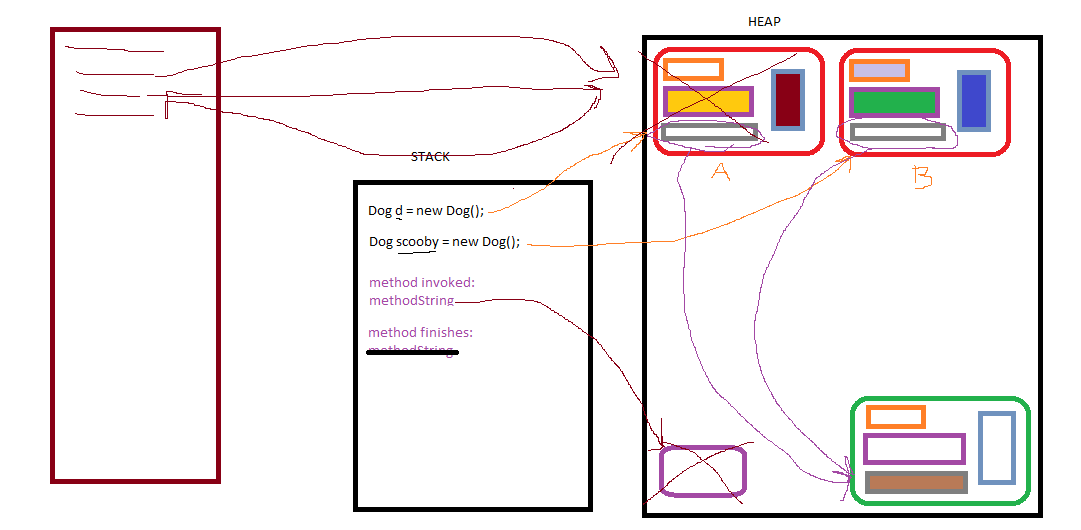 HEAP
A
B
STACK
Dog d = new Dog();
Dog scooby = new Dog();
method invoked:
methodString
method finishes:
methodString